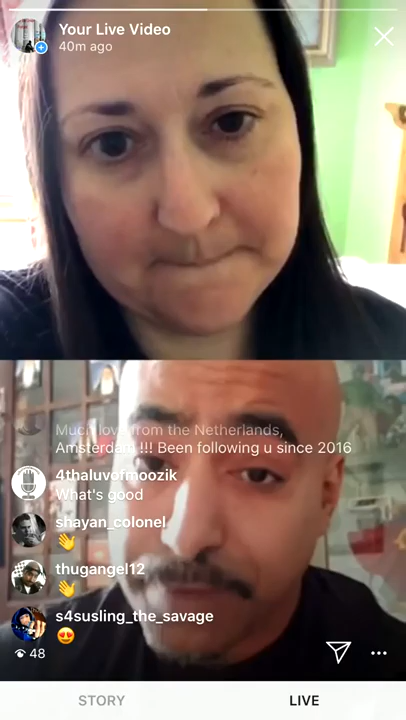 Your Live Video
40m ago
Much love from the Netherlands,
Amsterdam !!! Been following u since 2016
4thaluvofmoozik
What's good
shayan_colonel
👋
thugangel12
👋
s4susling_the_savage
😍
48
STORY
LIVE